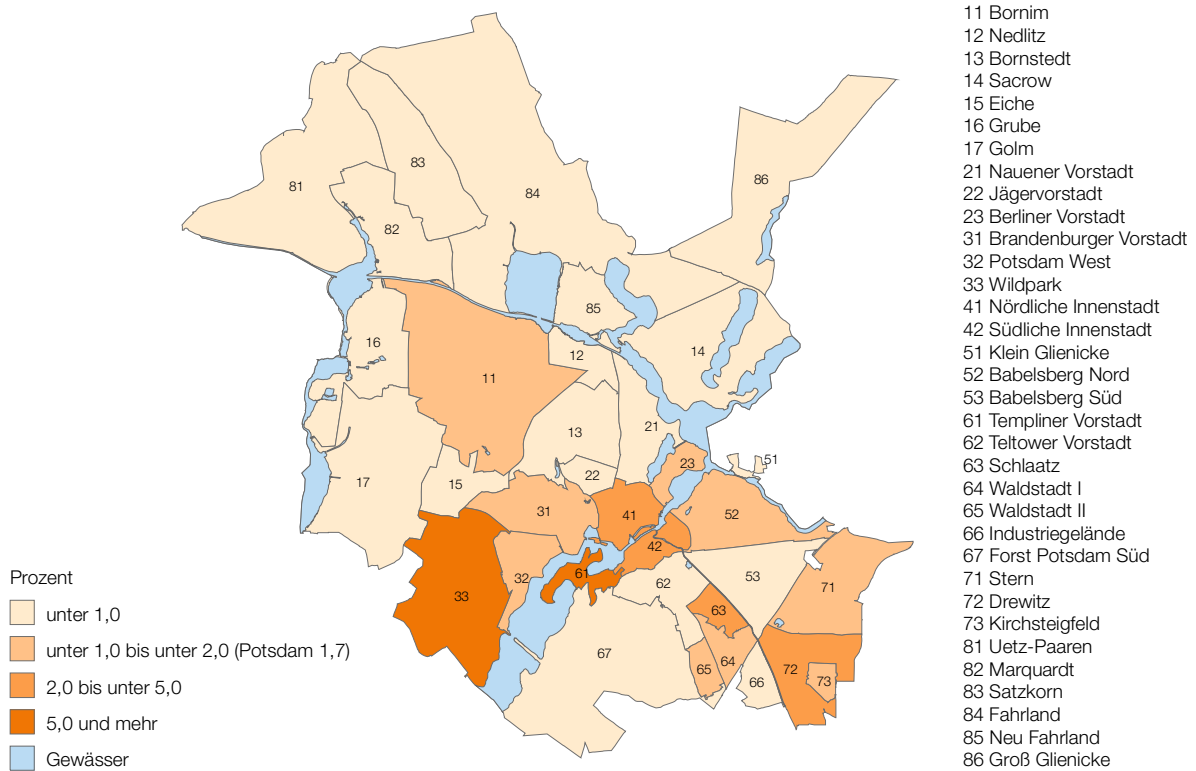 11 Bornim
12 Nedlitz
13 Bornstedt
14 Sacrow
15 Eiche
16 Grube
17 Golm
21 Nauener Vorstadt
22 Jägervorstadt
23 Berliner Vorstadt
31 Brandenburger Vorstadt
32 Potsdam West
33 Wildpark
41 Nördliche Innenstadt
42 Südliche Innenstadt
51 Klein Glienicke
52 Babelsberg Nord
53 Babelsberg Süd
61 Templiner Vorstadt
62 Teltower Vorstadt
63 Schlaatz
64 Waldstadt I
65 Waldstadt II
66 Industriegelände
67 Forst Potsdam Süd
71 Stern
72 Drewitz
73 Kirchsteigfeld
81 Uetz-Paaren
82 Marquardt
83 Satzkorn
84 Fahrland
85 Neu Fahrland
86 Groß Glienicke
83
86
81
84
82
85
16
12
14
11
21
13
23
51
22
17
15
31
41
52
42
61
32
62
53
71
33
63
67
65
64
66
72
73
Prozent
unter 1,0
unter 1,0 bis unter 2,0 (Potsdam 1,7)
2,0 bis unter 5,0
5,0 und mehr
Gewässer